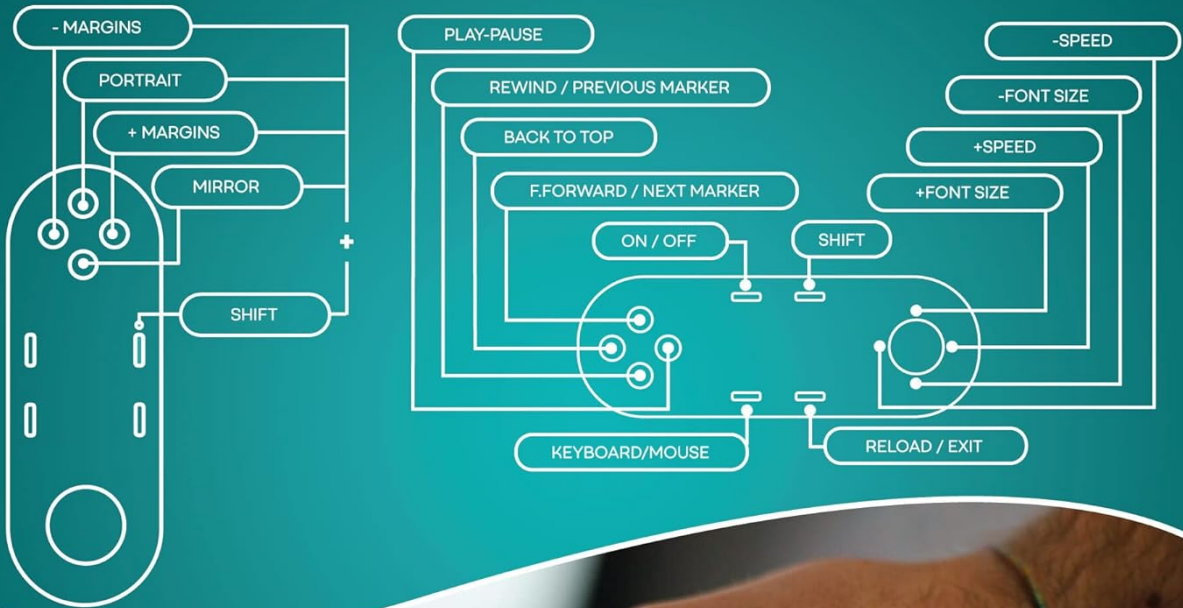 - MARGINS
PORTRAIT
+ MARGINS
MIRROR
+
SHIFT
PLAY-PAUSE
REWIND / PREVIOUS MARKER
BACK TO TOP
F.FORWARD / NEXT MARKER
ON / OFF
SHIFT
-SPEED
-FONT SIZE
+SPEED
+FONT SIZE
KEYBOARD/MOUSE
RELOAD / EXIT